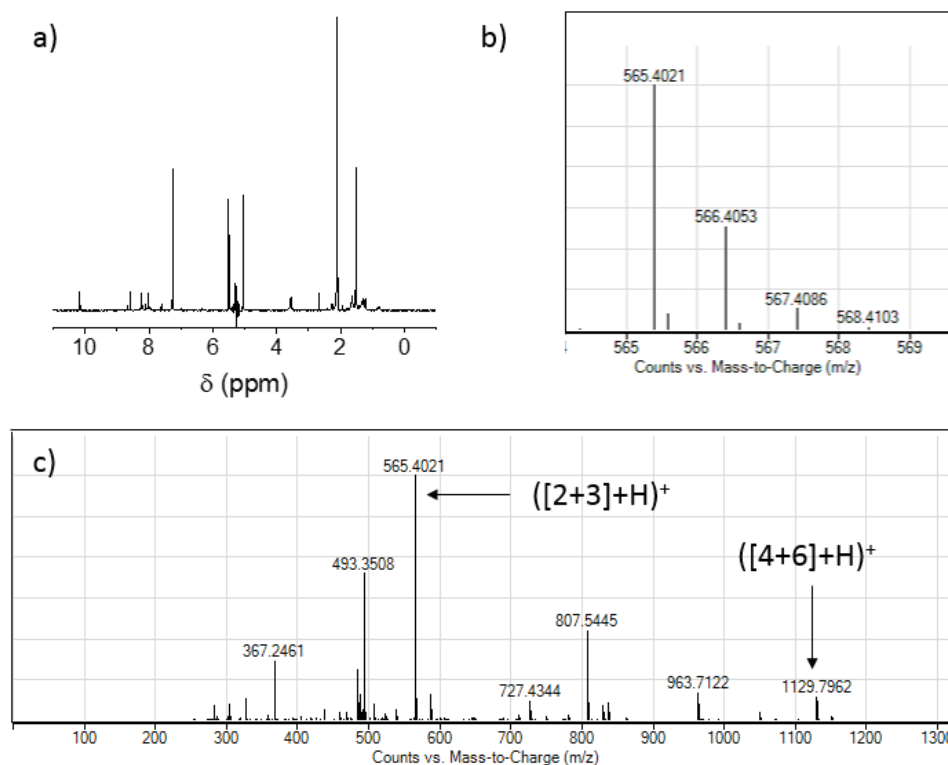 a)
10 8 6 4 2 0
δ (ppm)
b)
565.4021
566.4053
567.4086
568.4103
565 566 567 568 569
Counts vs. Mass-to-Charge (m/z)
c)
565.4021
([2+3]+H)+
493.3508
([4+6]+H)+
807.5445
367.2461
727.4344
963.7122
1129.7962
100 200 300 400 500 600 700 800 900 1000 1100 1200 1300
Counts vs. Mass-to-Charge (m/z)